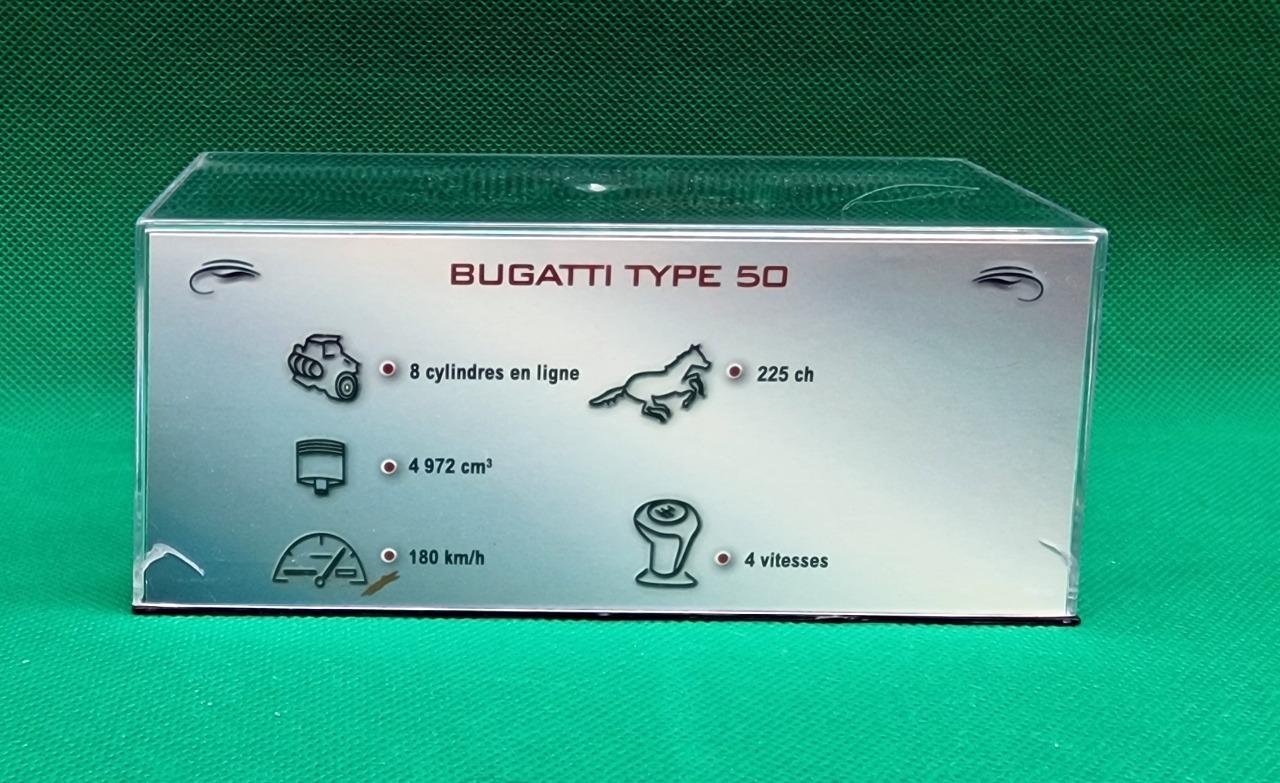 BUGATTI TYPE 50
8 cylindres en ligne
225 ch
4 972 cm³
180 km/h
4 vitesses